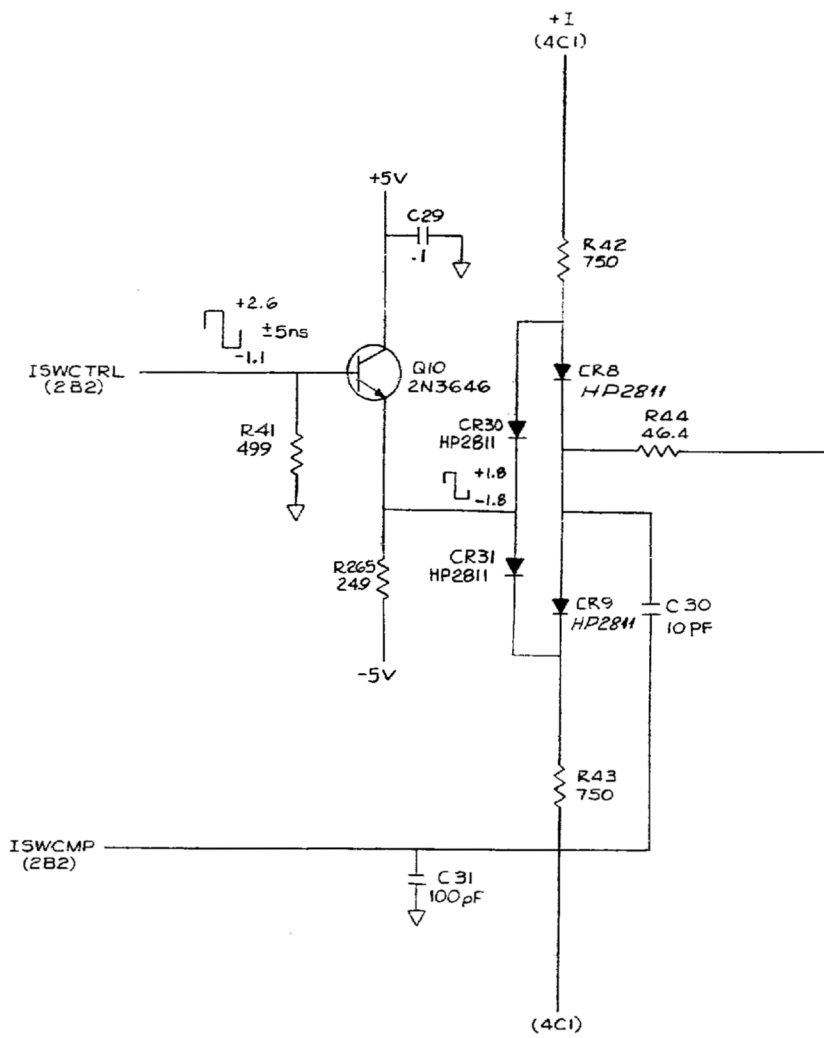 +I
(4C1)
+5V
C29
.1
R42
750
+2.6
±5ns
-1.1
ISWCTRL
(2B2)
Q10
2N3646
CR8
HP2811
R44
46.4
CR30
HP2811
R41
499
+1.8
-1.8
CR31
HP2811
R265
249
CR9
HP2811
C30
10PF
-5V
R43
750
ISWCMP
(2B2)
C31
100pF
(4C1)